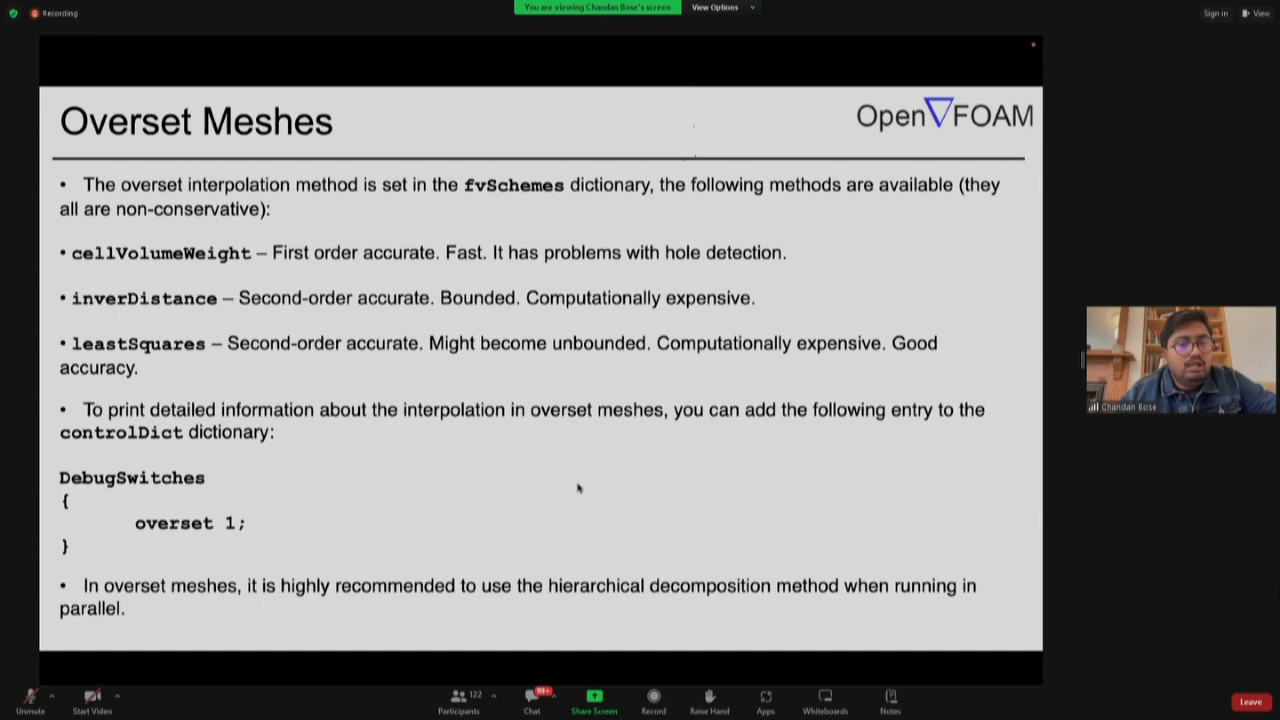 Recording
You are viewing Chandan Bose's screen
View Options
Sign in
View
Overset Meshes
Open FOAM
• The overset interpolation method is set in the fvSchemes dictionary, the following methods are available (they
all are non-conservative):
• cellVolumeWeight – First order accurate. Fast. It has problems with hole detection.
• inverDistance – Second-order accurate. Bounded. Computationally expensive.
• leastSquares – Second-order accurate. Might become unbounded. Computationally expensive. Good
accuracy.
• To print detailed information about the interpolation in overset meshes, you can add the following entry to the
controlDict dictionary:
DebugSwitches
{
overset 1;
}
• In overset meshes, it is highly recommended to use the hierarchical decomposition method when running in
parallel.
Chandan Bose
Unmute
Start Video
122
Participants
99+
Chat
Share Screen
Record
Raise Hand
Apps
Whiteboards
Notes
Leave